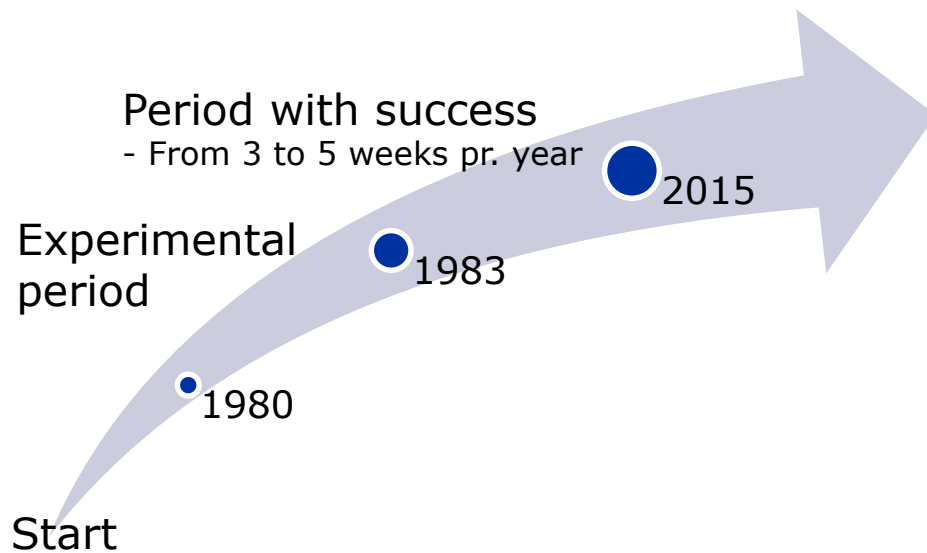 Period with success
- From 3 to 5 weeks pr. year
2015
Experimental
period
1983
1980
Start